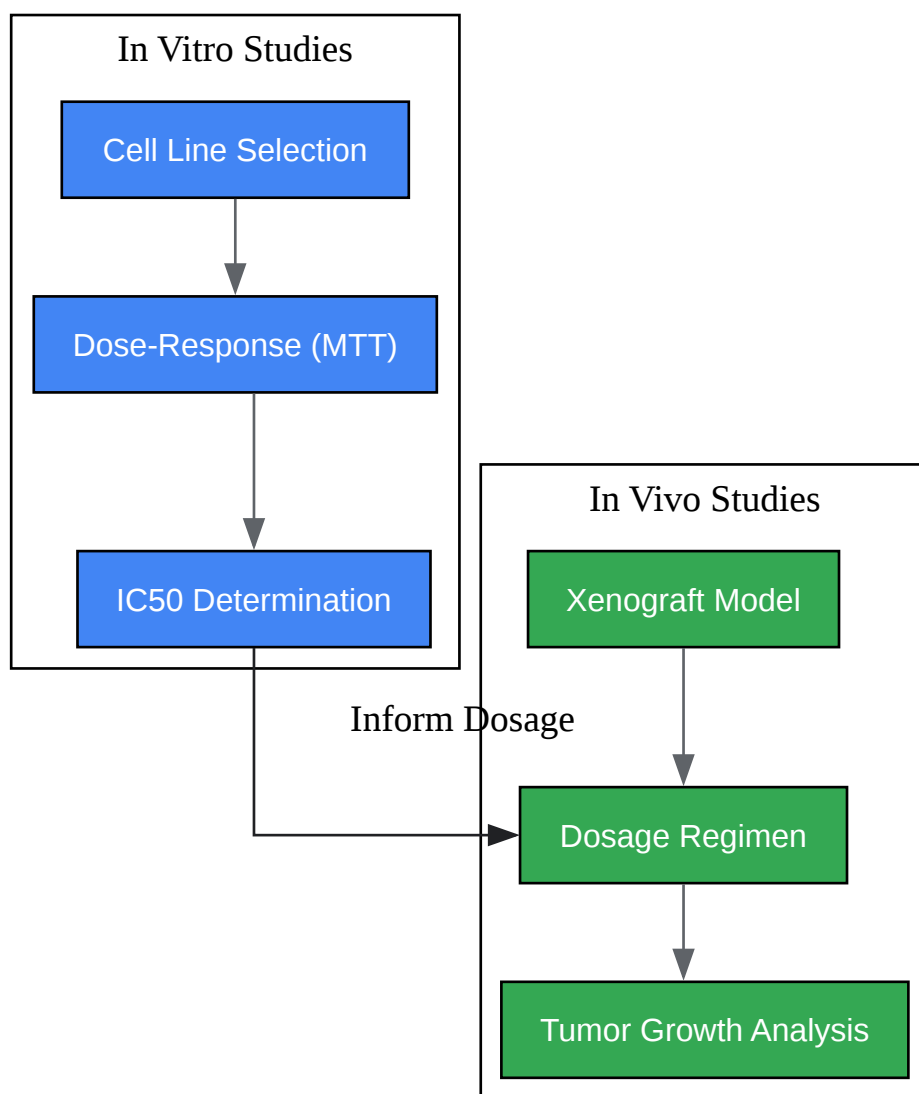 In Vitro Studies
Cell Line Selection
Dose-Response (MTT)
IC50 Determination
Inform Dosage
In Vivo Studies
Xenograft Model
Dosage Regimen
Tumor Growth Analysis